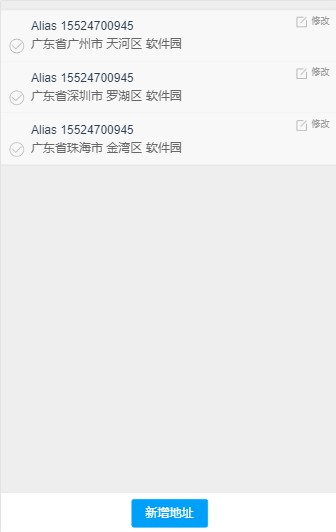 Alias 15524700945
修改
广东省广州市 天河区 软件园
Alias 15524700945
修改
广东省深圳市 罗湖区 软件园
Alias 15524700945
修改
广东省珠海市 金湾区 软件园
新增地址